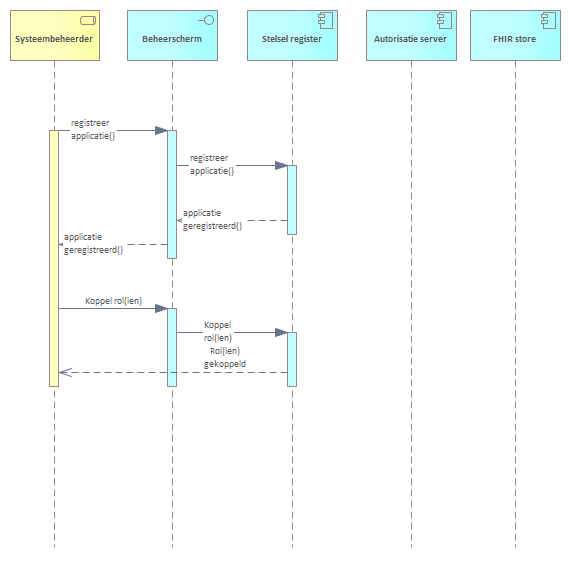 Systeembeheerder
Beheerscherm
Stelsel register
Autorisatie server
FHIR store
registreer
applicatie()
registreer
applicatie()
applicatie
geregistreerd()
applicatie
geregistreerd()
Koppel rol(len)
Koppel
rol(len)
Rol(len)
gekoppeld